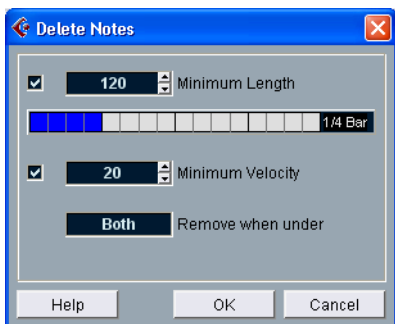 Delete Notes
120 Minimum Length
1/4 Bar
20 Minimum Velocity
Both Remove when under
Help OK Cancel